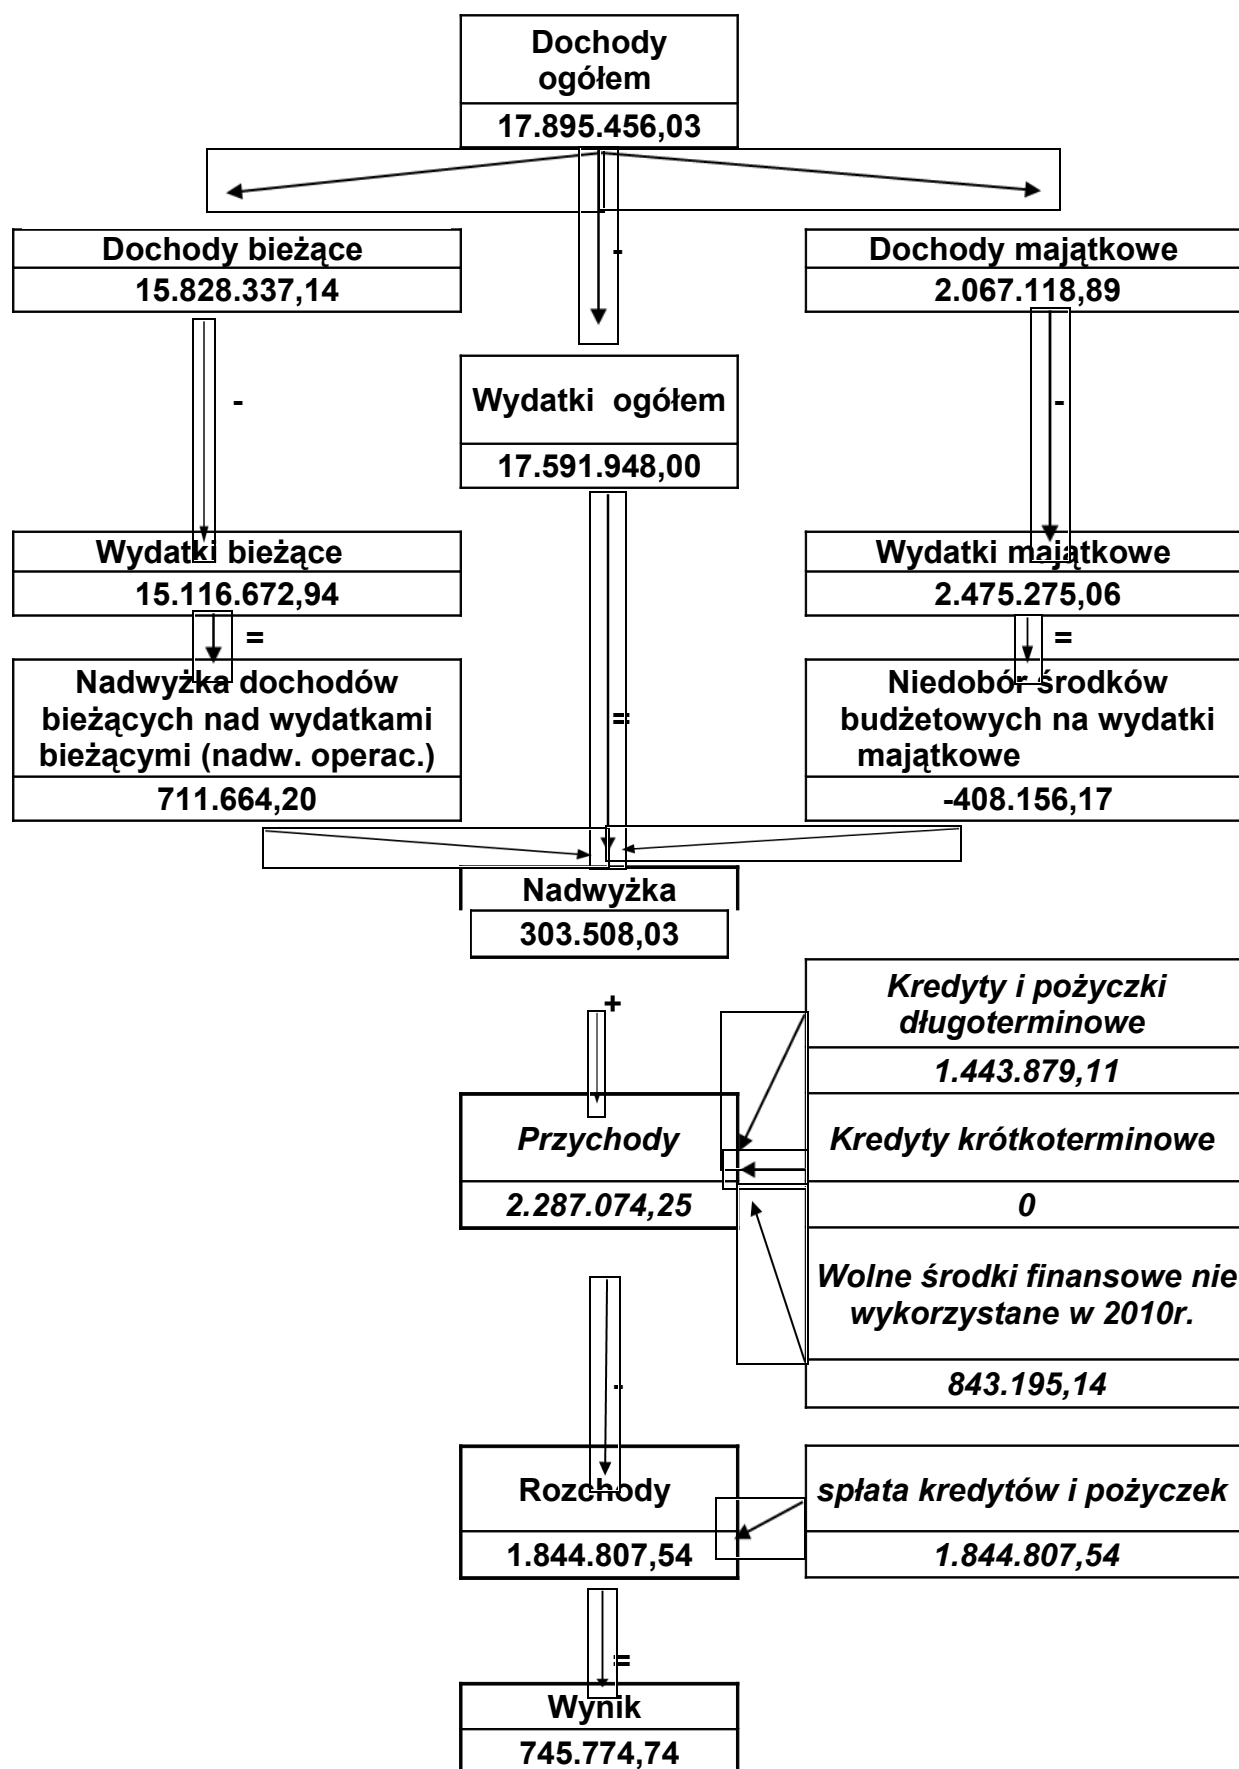 Dochody
ogółem
17.895.456,03
Dochody bieżące
15.828.337,14
-
Dochody majątkowe
2.067.118,89
-
Wydatki ogółem
17.591.948,00
-
Wydatki bieżące
15.116.672,94
=
Wydatki majątkowe
2.475.275,06
=
Nadwyżka dochodów
bieżących nad wydatkami
bieżącymi (nadw. operac.)
711.664,20
=
Niedobór środków
budżetowych na wydatki
majątkowe
-408.156,17
Nadwyżka
303.508,03
+
Kredyty i pożyczki
długoterminowe
1.443.879,11
Przychody
2.287.074,25
Kredyty krótkoterminowe
0
Wolne środki finansowe nie
wykorzystane w 2010r.
843.195,14
-
Rozchody
1.844.807,54
spłata kredytów i pożyczek
1.844.807,54
=
Wynik
745.774,74